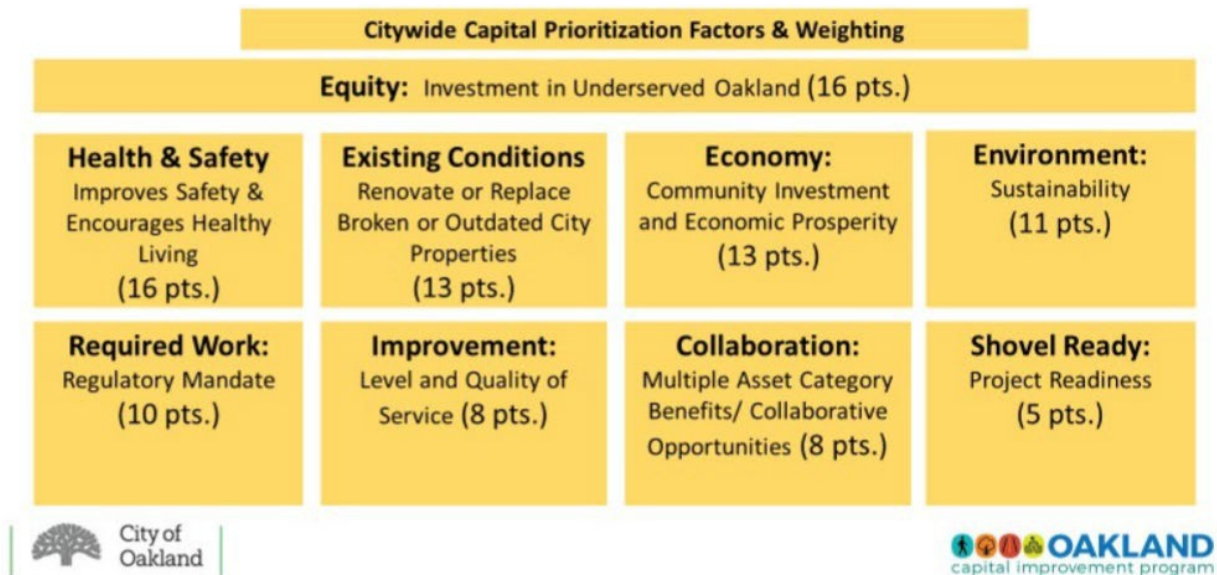 Citywide Capital Prioritization Factors & Weighting
Equity: Investment in Underserved Oakland (16 pts.)
Health & Safety
Improves Safety &
Encourages Healthy
Living
(16 pts.)
Existing Conditions
Renovate or Replace
Broken or Outdated City
Properties
(13 pts.)
Economy:
Community Investment
and Economic Prosperity
(13 pts.)
Environment:
Sustainability
(11 pts.)
Required Work:
Regulatory Mandate
(10 pts.)
Improvement:
Level and Quality of
Service (8 pts.)
Collaboration:
Multiple Asset Category
Benefits/ Collaborative
Opportunities (8 pts.)
Shovel Ready:
Project Readiness
(5 pts.)
City of
Oakland
OAKLAND
capital improvement program